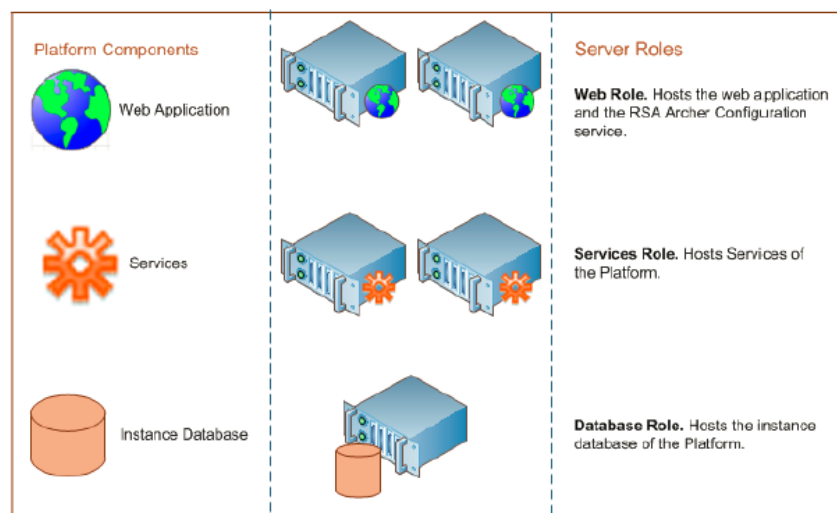 Platform Components
Server Roles
Web Application
Web Role. Hosts the web application
and the RSA Archer Configuration
service.
Services
Services Role. Hosts Services of
the Platform.
Instance Database
Database Role. Hosts the instance
database of the Platform.